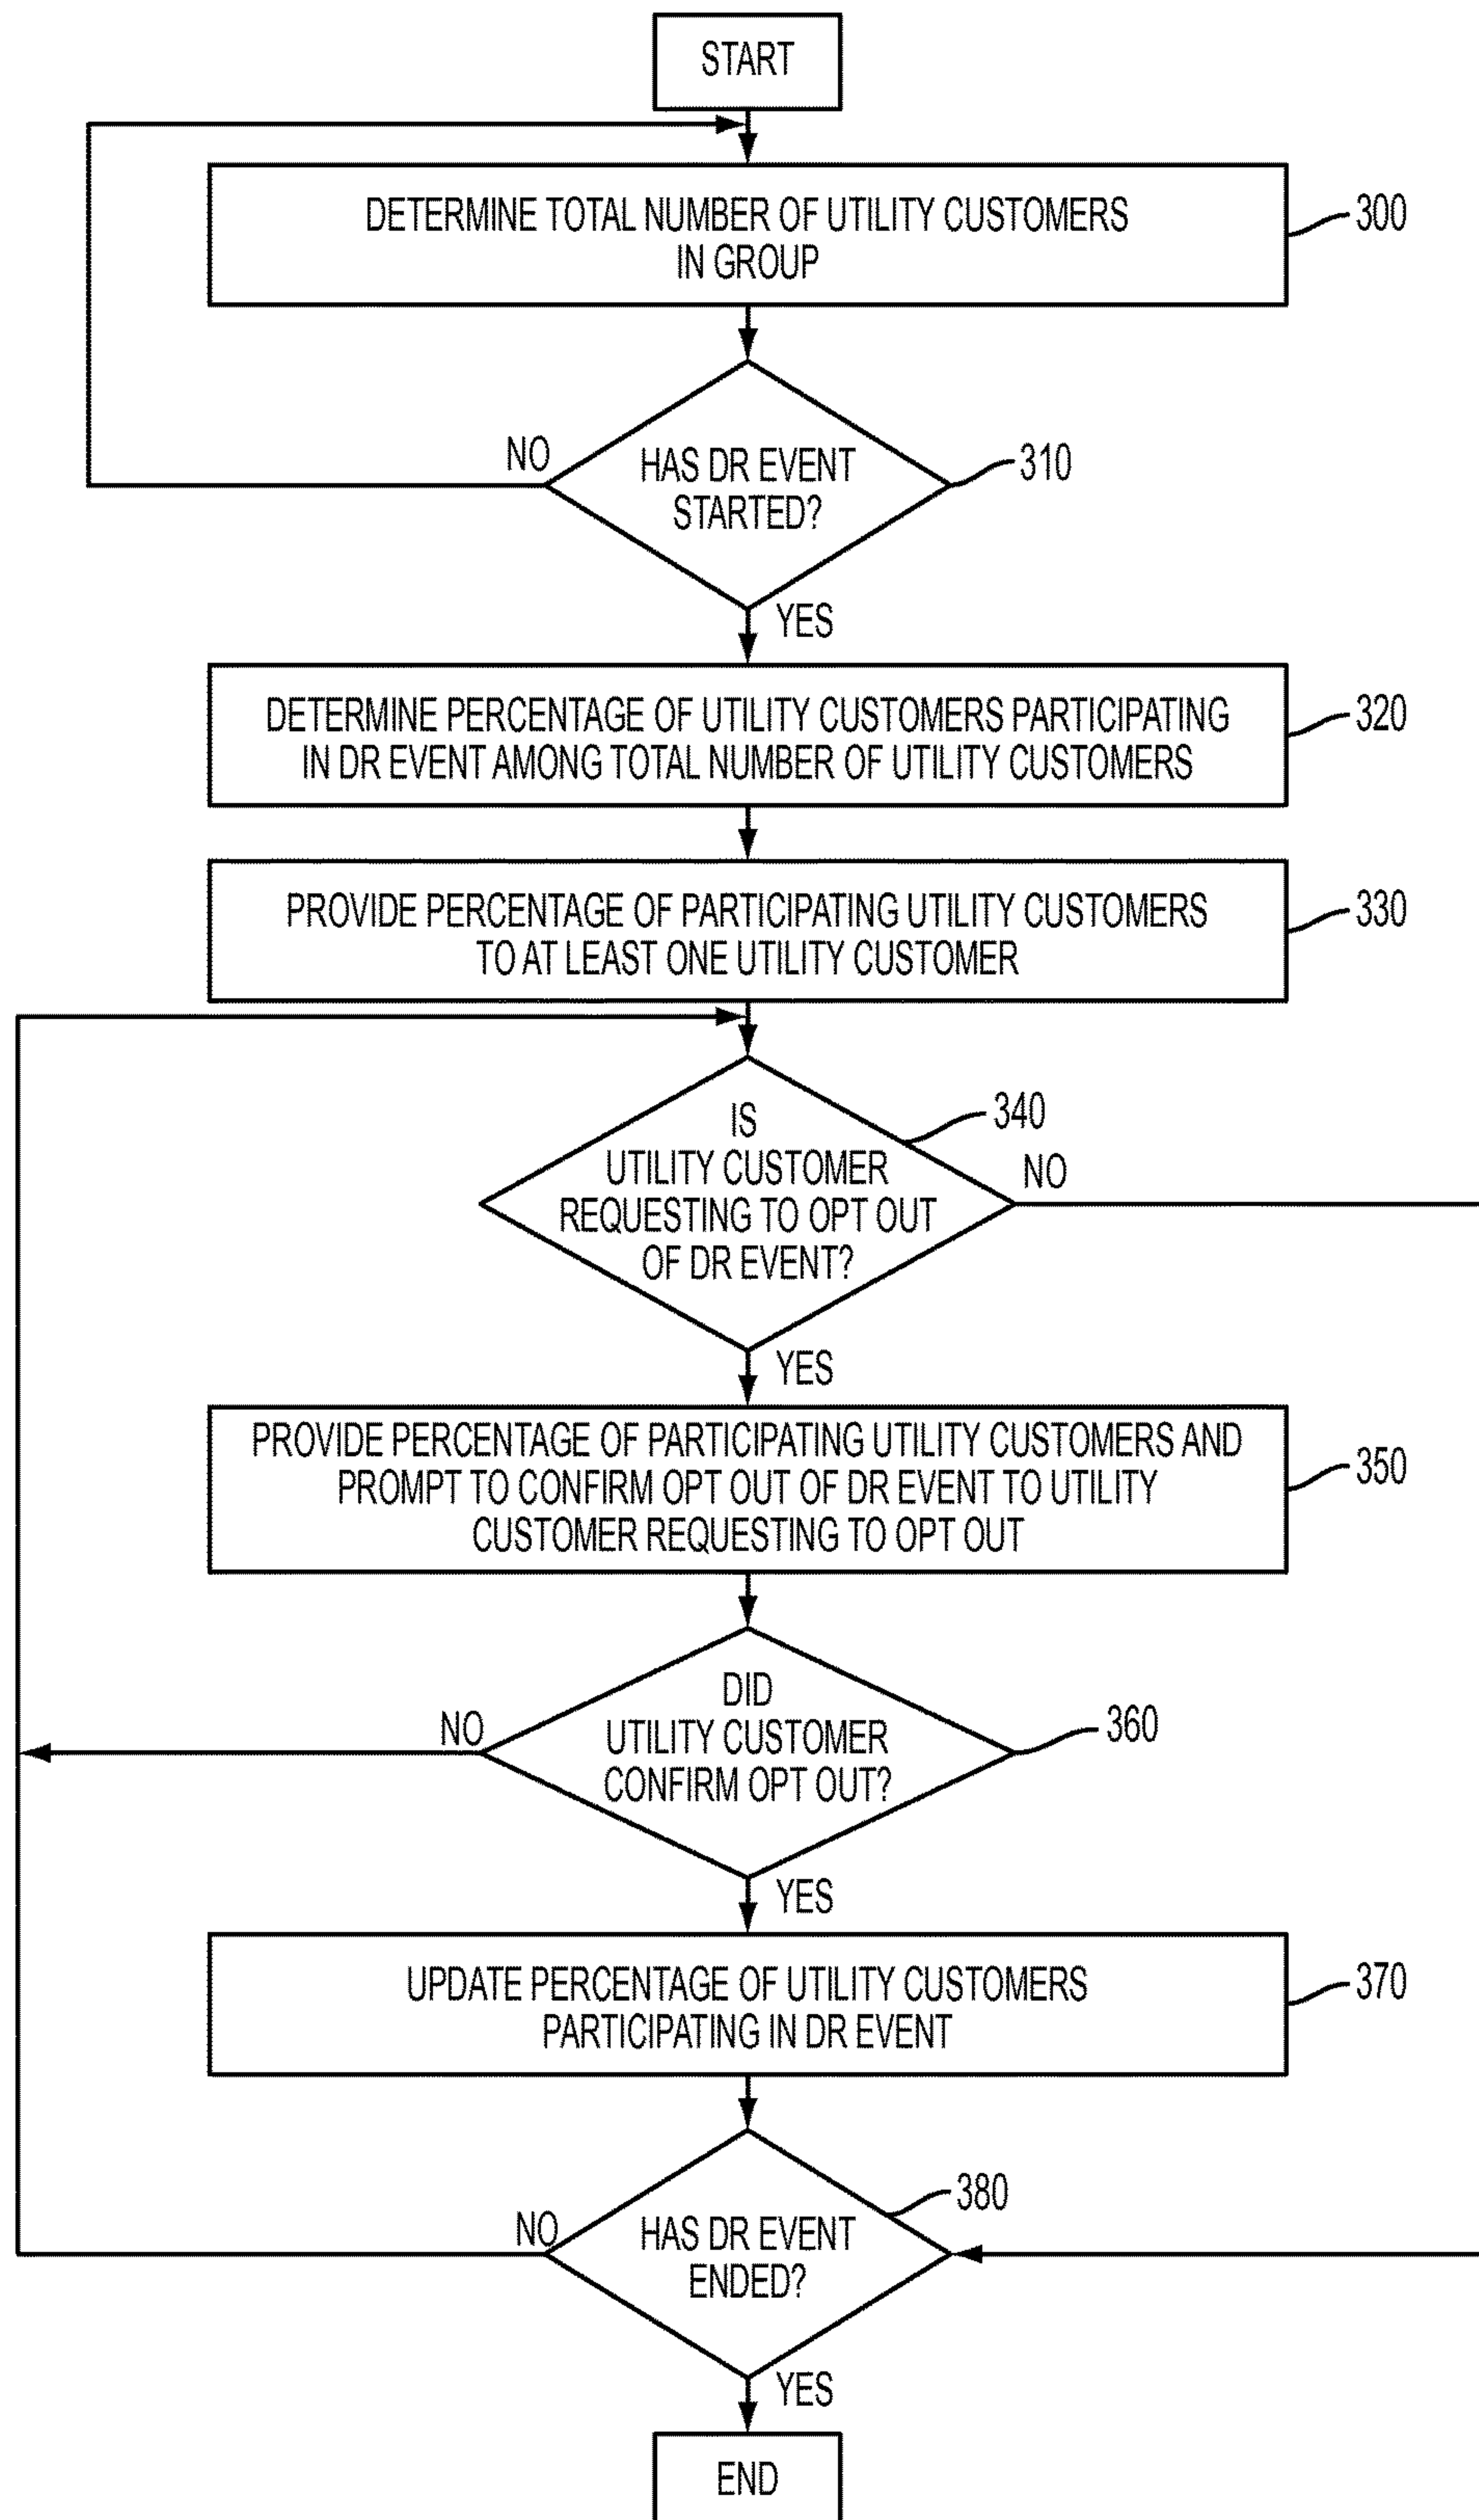 START
DETERMINE TOTAL NUMBER OF UTILITY CUSTOMERS
IN GROUP
300
NO
HAS DR EVENT
STARTED?
310
YES
DETERMINE PERCENTAGE OF UTILITY CUSTOMERS PARTICIPATING
IN DR EVENT AMONG TOTAL NUMBER OF UTILITY CUSTOMERS
320
PROVIDE PERCENTAGE OF PARTICIPATING UTILITY CUSTOMERS
TO AT LEAST ONE UTILITY CUSTOMER
330
IS
UTILITY CUSTOMER
REQUESTING TO OPT OUT
OF DR EVENT?
340
NO
YES
PROVIDE PERCENTAGE OF PARTICIPATING UTILITY CUSTOMERS AND
PROMPT TO CONFIRM OPT OUT OF DR EVENT TO UTILITY
CUSTOMER REQUESTING TO OPT OUT
350
NO
DID
UTILITY CUSTOMER
CONFIRM OPT OUT?
360
YES
UPDATE PERCENTAGE OF UTILITY CUSTOMERS
PARTICIPATING IN DR EVENT
370
NO
HAS DR EVENT
ENDED?
380
YES
END